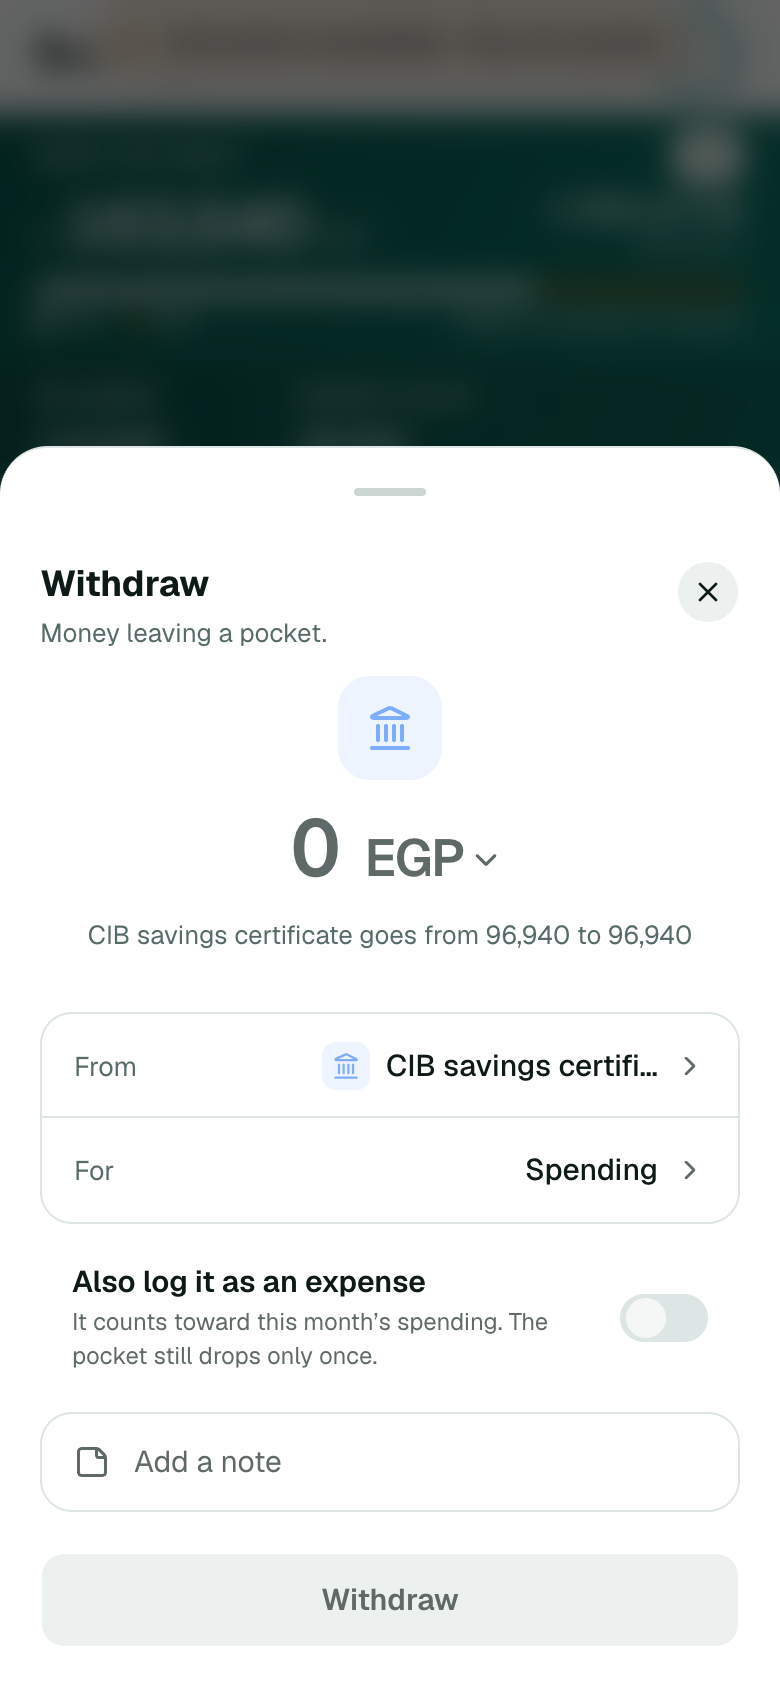 Withdraw
Money leaving a pocket.
0 EGP
CIB savings certificate goes from 96,940 to 96,940
From
CIB savings certifi...
For
Spending
Also log it as an expense
It counts toward this month’s spending. The
pocket still drops only once.
Add a note
Withdraw